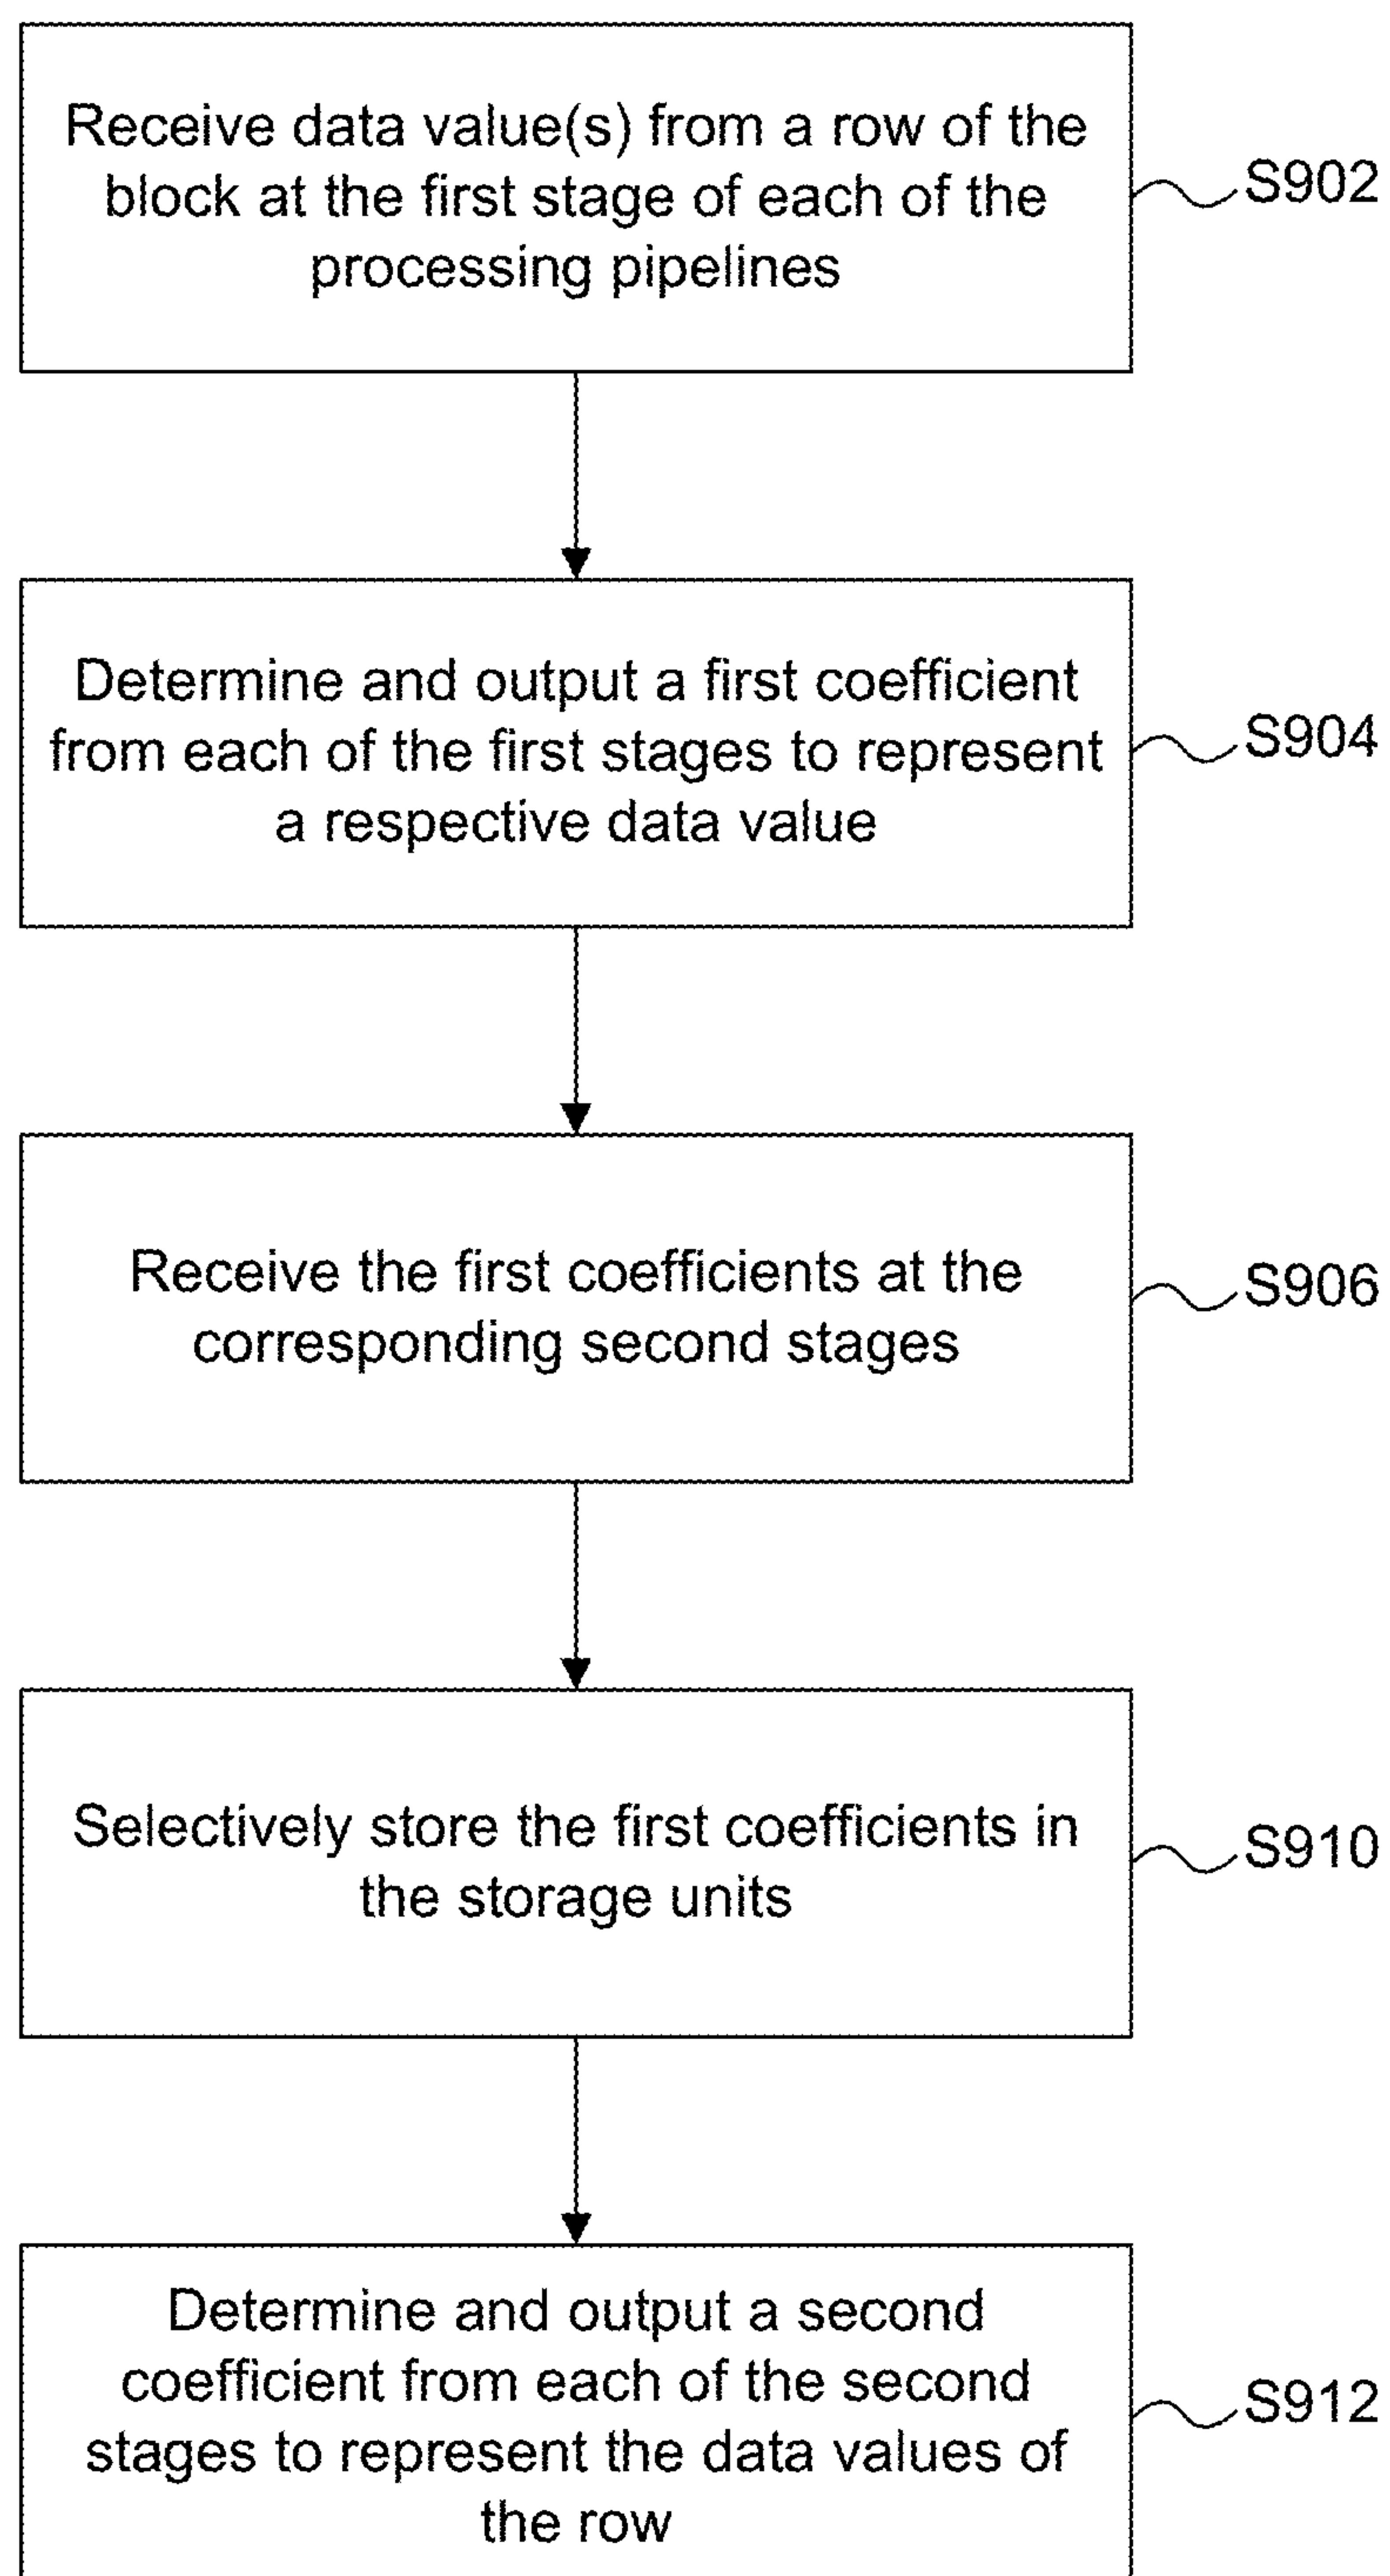 Receive data value(s) from a row of the
block at the first stage of each of the
processing pipelines
S902
Determine and output a first coefficient
from each of the first stages to represent
a respective data value
S904
Receive the first coefficients at the
corresponding second stages
S906
Selectively store the first coefficients in
the storage units
S910
Determine and output a second
coefficient from each of the second
stages to represent the data values of
the row
S912